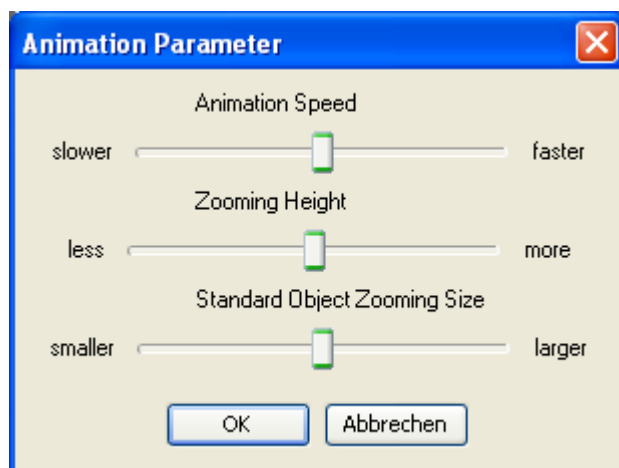 Animation Parameter
Animation Speed
slower faster
Zooming Height
less more
Standard Object Zooming Size
smaller larger
OK Abbrechen